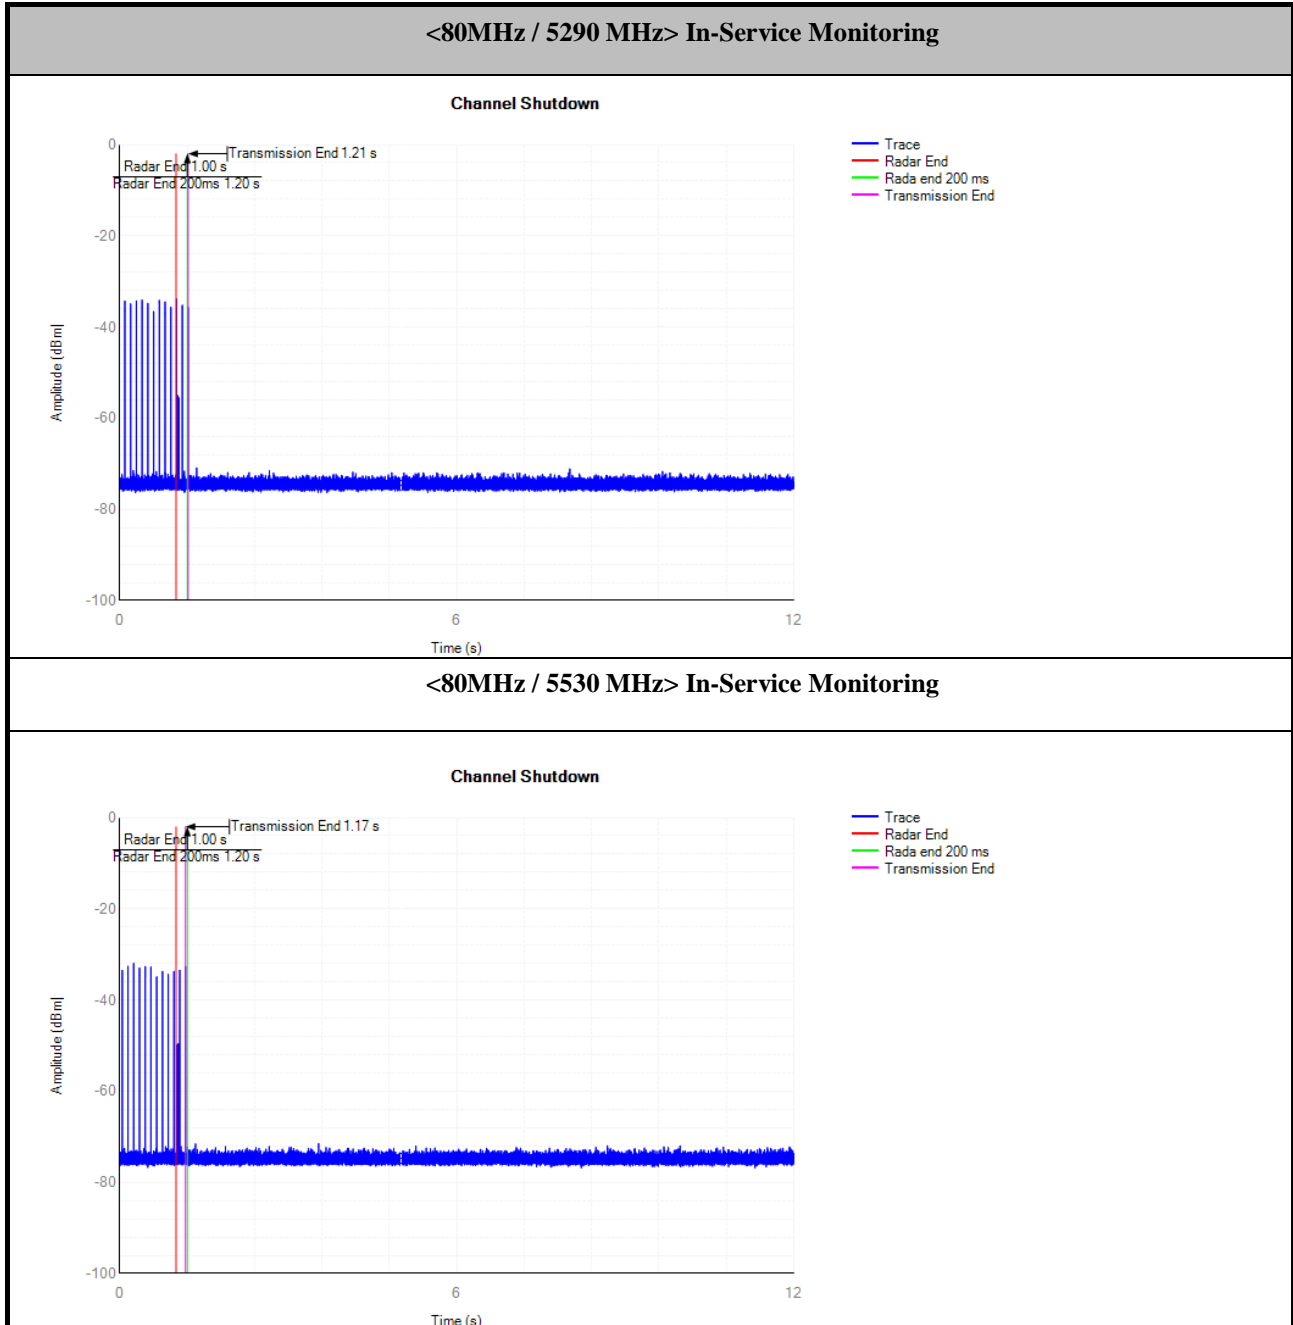 <80MHz / 5290 MHz> In-Service Monitoring
Channel Shutdown
0
Transmission End 1.21 s
Radar End 1.00 s
Radar End 200ms 1.20 s
Trace
Radar End
Rada end 200 ms
Transmission End
-20
-40
-60
-80
-100
Amplitude [dBm]
0
6
12
Time (s)
<80MHz / 5530 MHz> In-Service Monitoring
Channel Shutdown
0
Transmission End 1.17 s
Radar End 1.00 s
Radar End 200ms 1.20 s
Trace
Radar End
Rada end 200 ms
Transmission End
-20
-40
-60
-80
-100
Amplitude [dBm]
0
6
12
Time (s)